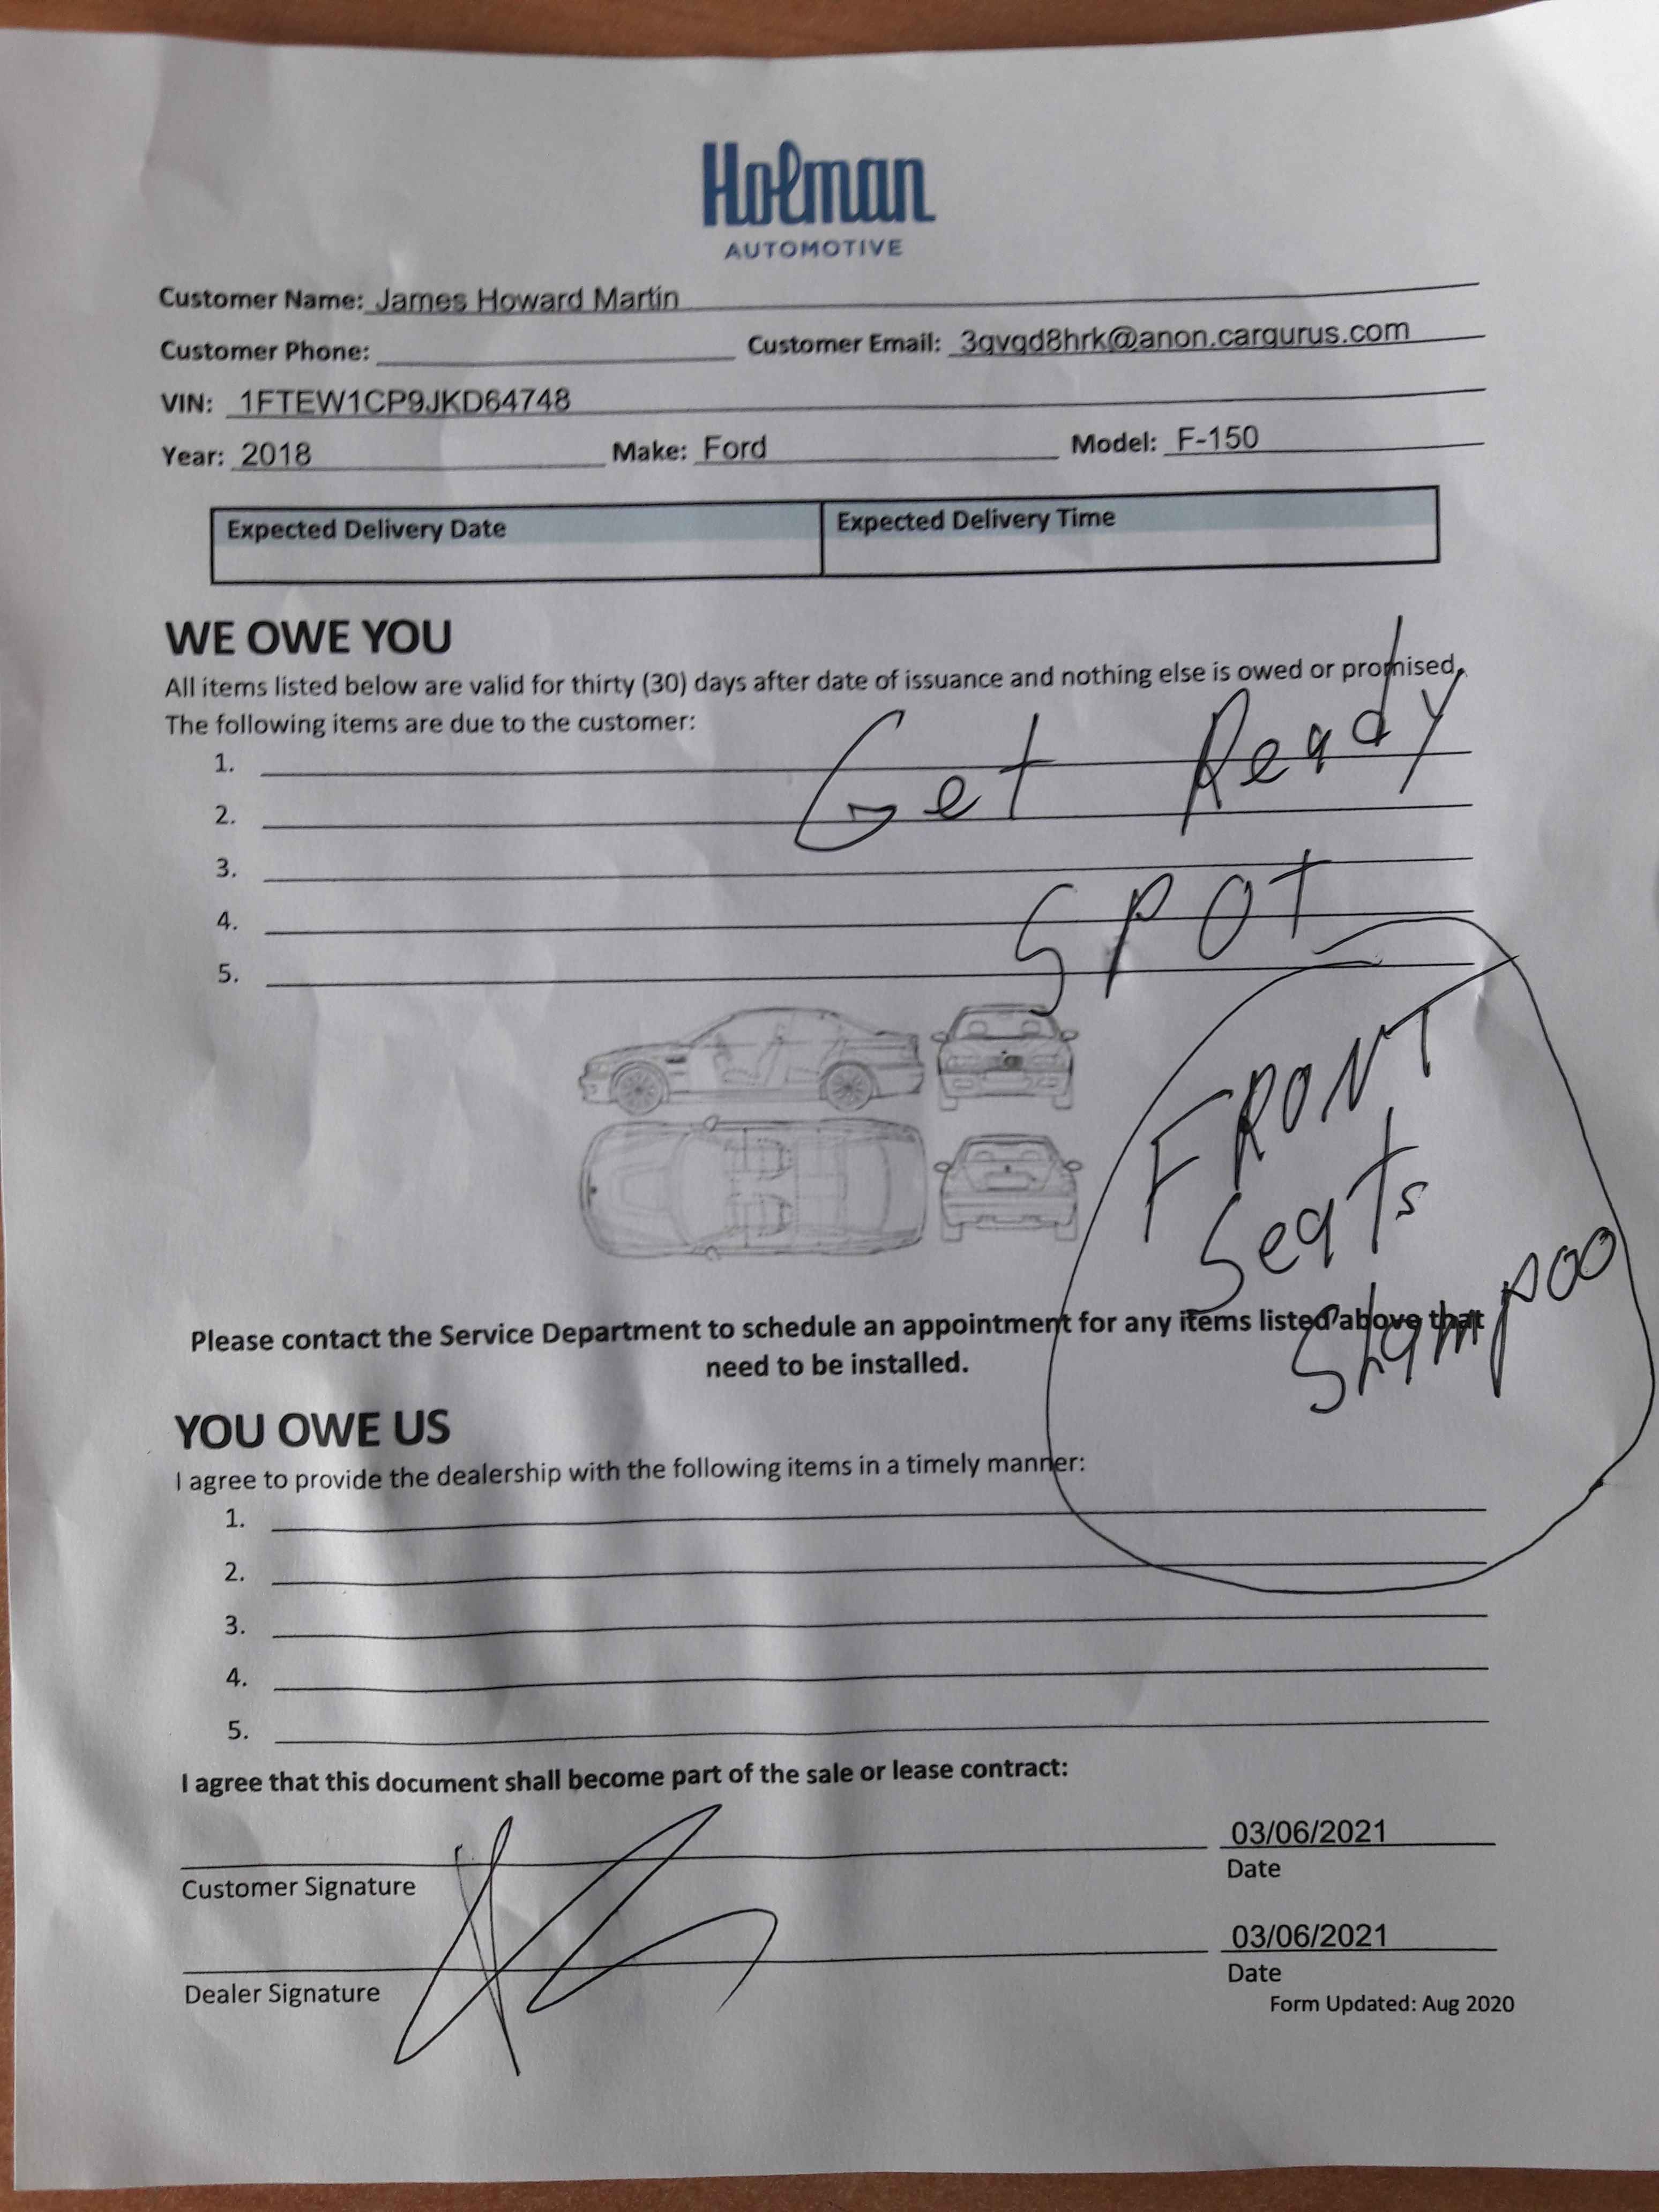 Holman
AUTOMOTIVE
Customer Name: James Howard Martin
Customer Phone: Customer Email: 3qvqd8hrk@anon.cargurus.com
VIN: 1FTEW1CP9JKD64748
Year: 2018 Make: Ford Model: F-150
Expected Delivery Date Expected Delivery Time
WE OWE YOU
All items listed below are valid for thirty (30) days after date of issuance and nothing else is owed or promised.
The following items are due to the customer:
1.
Get Ready
2.
3.
4.
SPOT
5.
FRONT
Seats
Shampoo
Please contact the Service Department to schedule an appointment for any items listed above that
need to be installed.
YOU OWE US
I agree to provide the dealership with the following items in a timely manner:
1.
2.
3.
4.
5.
I agree that this document shall become part of the sale or lease contract:
03/06/2021
Customer Signature Date
03/06/2021
Dealer Signature Date
Form Updated: Aug 2020